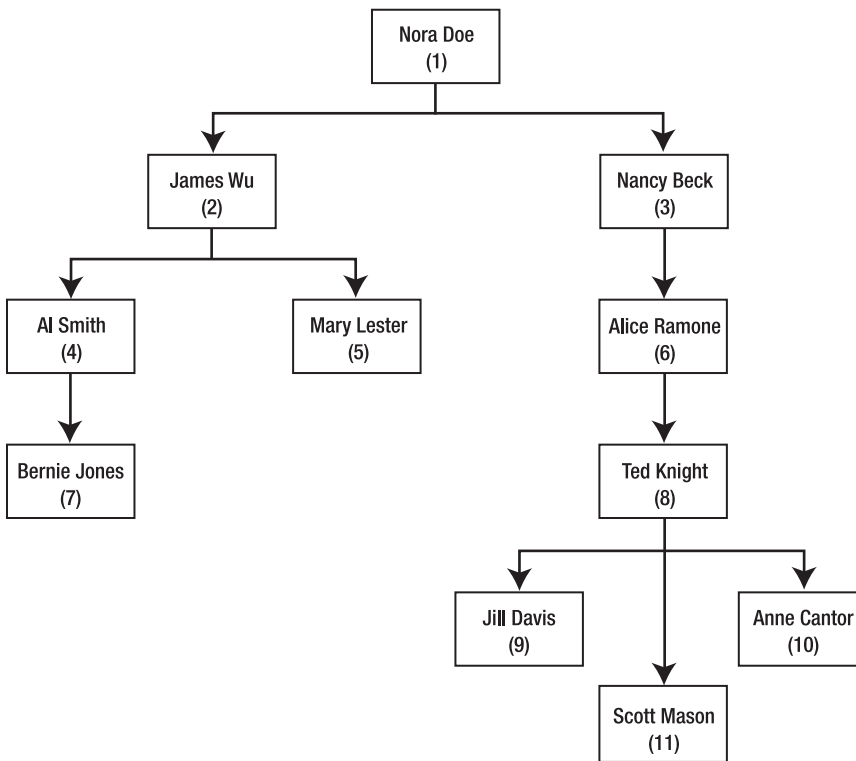 Nora Doe
(1)
James Wu
(2)
Nancy Beck
(3)
Al Smith
(4)
Mary Lester
(5)
Alice Ramone
(6)
Bernie Jones
(7)
Ted Knight
(8)
Jill Davis
(9)
Anne Cantor
(10)
Scott Mason
(11)